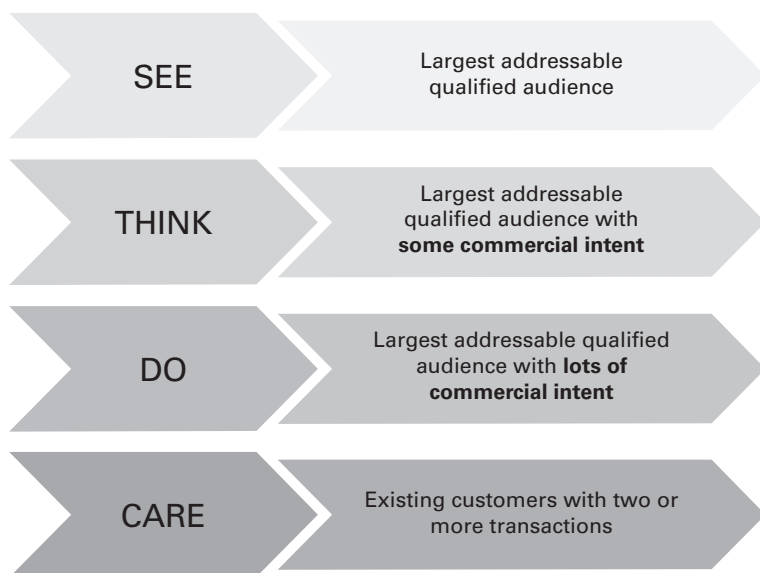 SEE
Largest addressable
qualified audience
THINK
Largest addressable
qualified audience with
some commercial intent
DO
Largest addressable qualified
audience with lots of
commercial intent
CARE
Existing customers with two or
more transactions